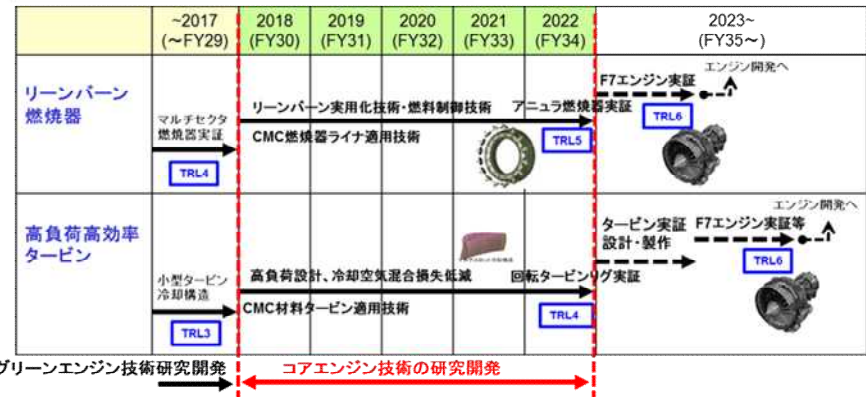 ~2017 2018 2019 2020 2021 2022 2023~
(~FY29) (FY30) (FY31) (FY32) (FY33) (FY34) (FY35~)
リーンバーン
燃焼器
マルチセクタ
燃焼器実証
TRL4
リーンバーン実用化技術・燃料制御技術
CMC燃焼器ライナ適用技術
アニュラ燃焼器実証
TRL5
F7エンジン実証
エンジン開発へ
TRL6
高負荷高効率
タービン
小型タービン
冷却構造
TRL3
高負荷設計、冷却空気混合損失低減
CMC材料タービン適用技術
回転タービンリグ実証
TRL4
タービン実証
設計・製作
F7エンジン実証等
エンジン開発へ
TRL6
グリーンエンジン技術研究開発
コアエンジン技術の研究開発